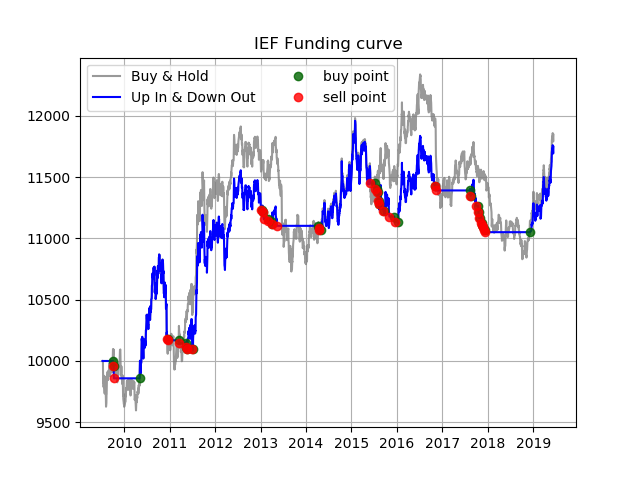 IEF Funding curve
Buy & Hold
Up In & Down Out
buy point
sell point
12000
11500
11000
10500
10000
9500
2010 2011 2012 2013 2014 2015 2016 2017 2018 2019